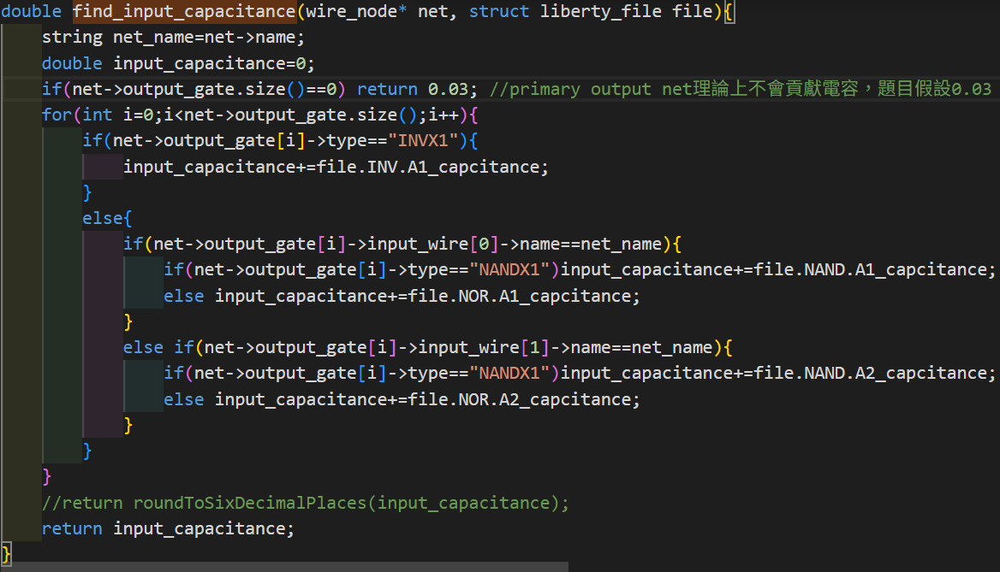 double find_input_capacitance(wire_node* net, struct liberty_file file){
    string net_name=net->name;
    double input_capacitance=0;
    if(net->output_gate.size()==0) return 0.03; //primary output net理論上不會貢獻電容，題目假設0.03
    for(int i=0;i<net->output_gate.size();i++){
        if(net->output_gate[i]->type=="INVX1"){
            input_capacitance+=file.INV.A1_capcitance;
        }
        else{
            if(net->output_gate[i]->input_wire[0]->name==net_name){
                if(net->output_gate[i]->type=="NANDX1")input_capacitance+=file.NAND.A1_capcitance;
                else input_capacitance+=file.NOR.A1_capcitance;
            }
            else if(net->output_gate[i]->input_wire[1]->name==net_name){
                if(net->output_gate[i]->type=="NANDX1")input_capacitance+=file.NAND.A2_capcitance;
                else input_capacitance+=file.NOR.A2_capcitance;
            }
        }
    }
    //return roundToSixDecimalPlaces(input_capacitance);
    return input_capacitance;
}